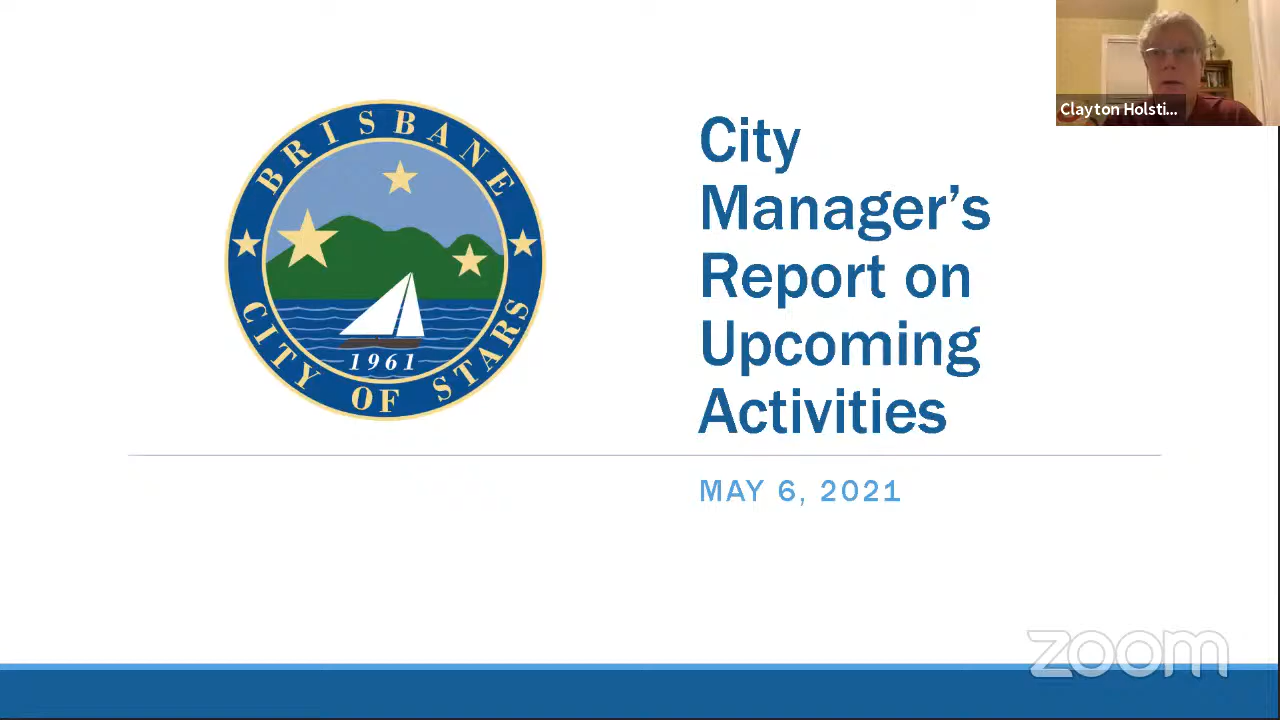 BRISBANE
CITY OF STARS
1961
City
Manager’s
Report on
Upcoming
Activities
MAY 6, 2021
Clayton Holsti...
zoom